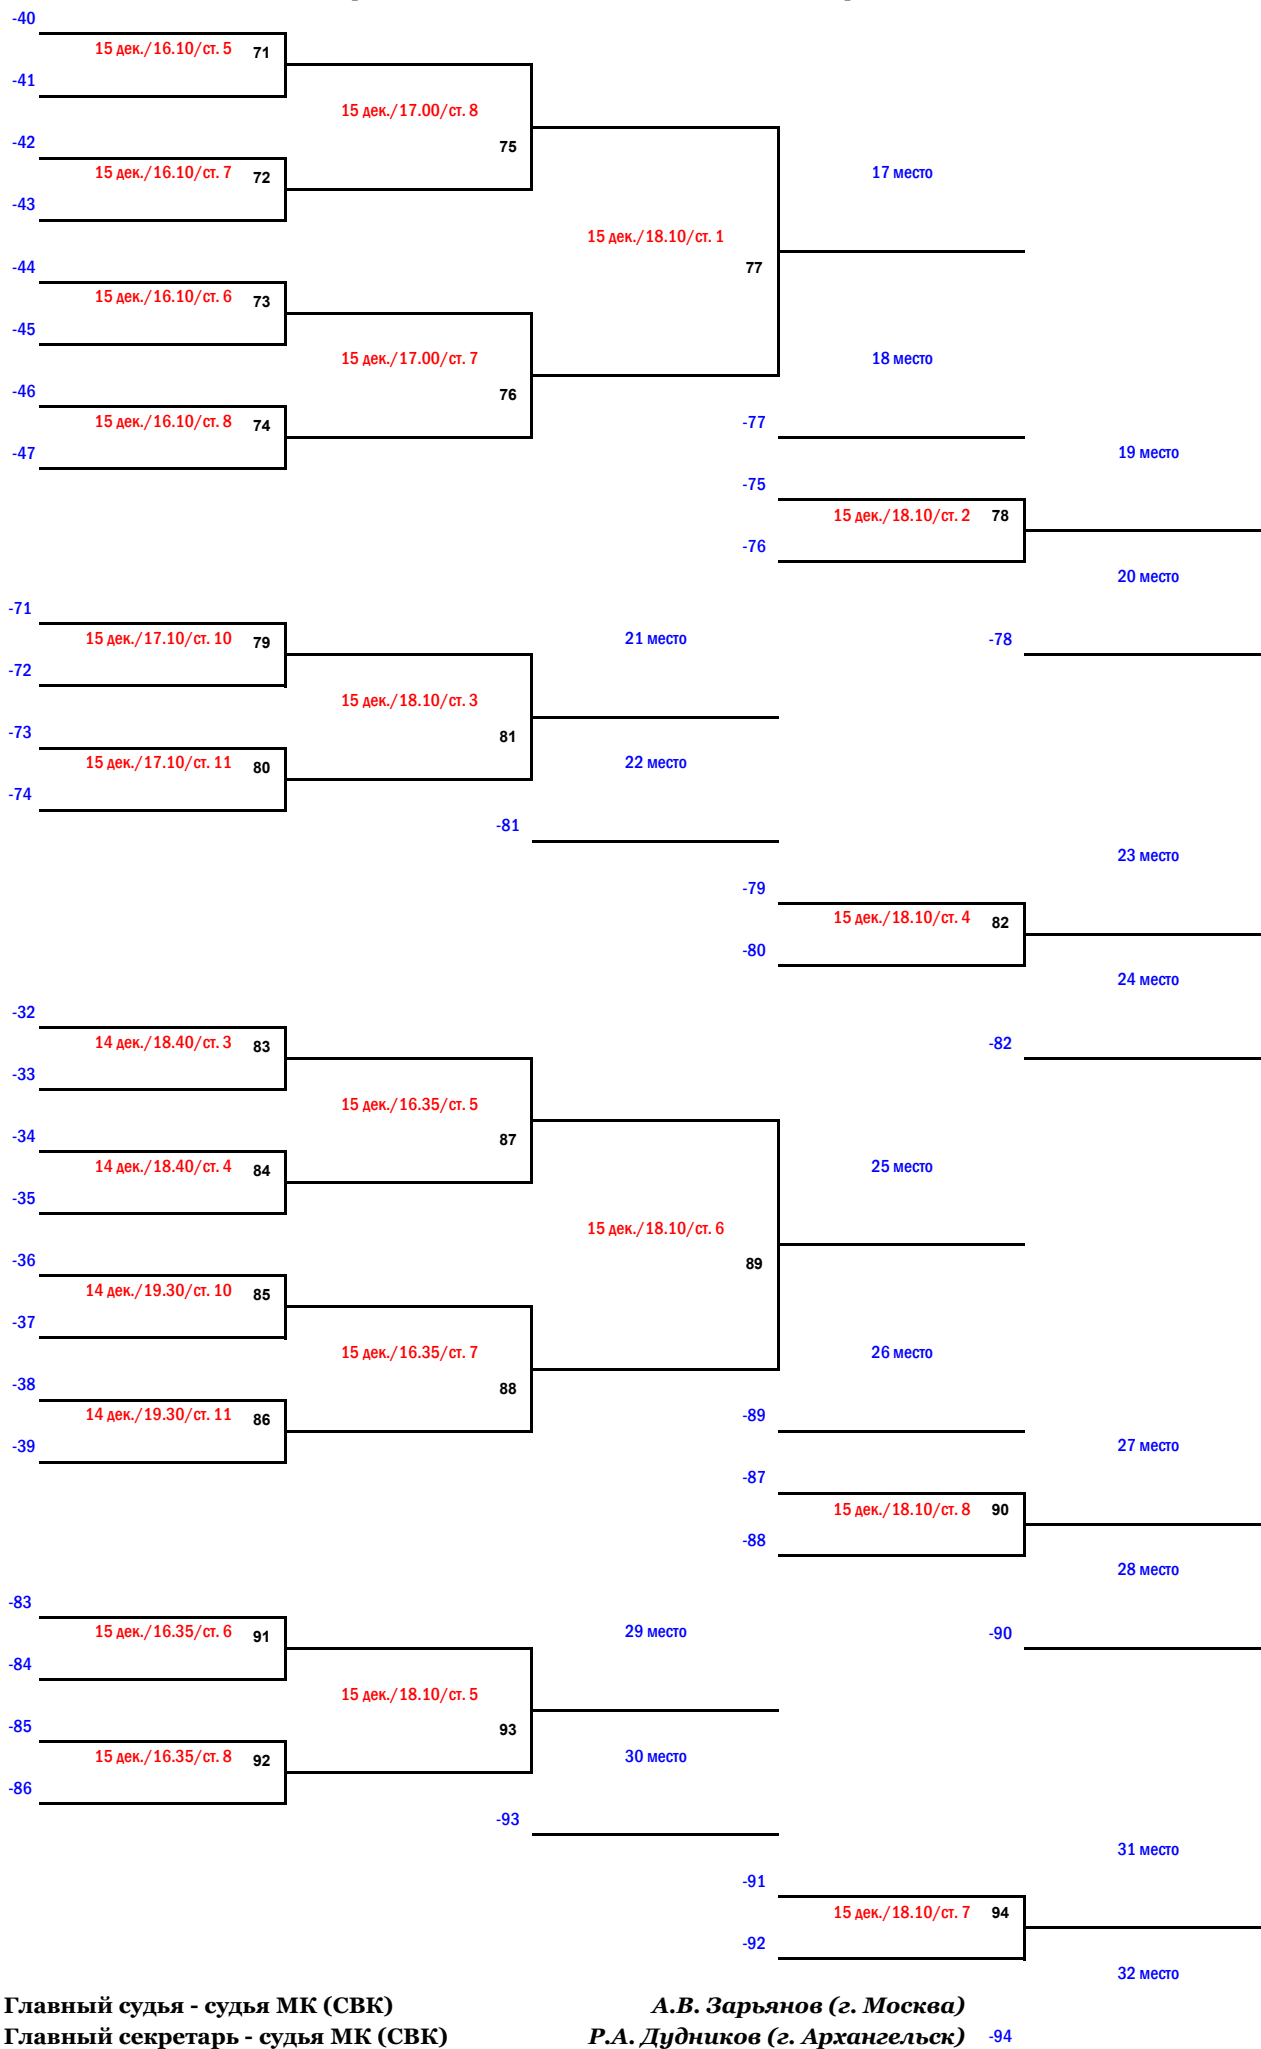 -40
15 дек./16.10/ст. 5 71
-41
15 дек./17.00/ст. 8
-42
75
15 дек./16.10/ст. 7 72
17 место
-43
15 дек./18.10/ст. 1
-44
77
15 дек./16.10/ст. 6 73
-45
15 дек./17.00/ст. 7
18 место
-46
76
15 дек./16.10/ст. 8 74
-77
-47
19 место
-75
15 дек./18.10/ст. 2 78
-76
20 место
-71
15 дек./17.10/ст. 10 79
21 место
-78
-72
15 дек./18.10/ст. 3
-73
81
15 дек./17.10/ст. 11 80
22 место
-74
-81
23 место
-79
15 дек./18.10/ст. 4 82
-80
24 место
-32
14 дек./18.40/ст. 3 83
-82
-33
15 дек./16.35/ст. 5
-34
87
14 дек./18.40/ст. 4 84
25 место
-35
15 дек./18.10/ст. 6
-36
89
14 дек./19.30/ст. 10 85
-37
15 дек./16.35/ст. 7
26 место
-38
88
14 дек./19.30/ст. 11 86
-89
-39
27 место
-87
15 дек./18.10/ст. 8 90
-88
28 место
-83
15 дек./16.35/ст. 6 91
29 место
-90
-84
15 дек./18.10/ст. 5
-85
93
15 дек./16.35/ст. 8 92
30 место
-86
-93
31 место
-91
15 дек./18.10/ст. 7 94
-92
32 место
Главный судья - судья МК (СВК) А.В. Зарьянов (г. Москва)
Главный секретарь - судья МК (СВК) Р.А. Дудников (г. Архангельск) -94